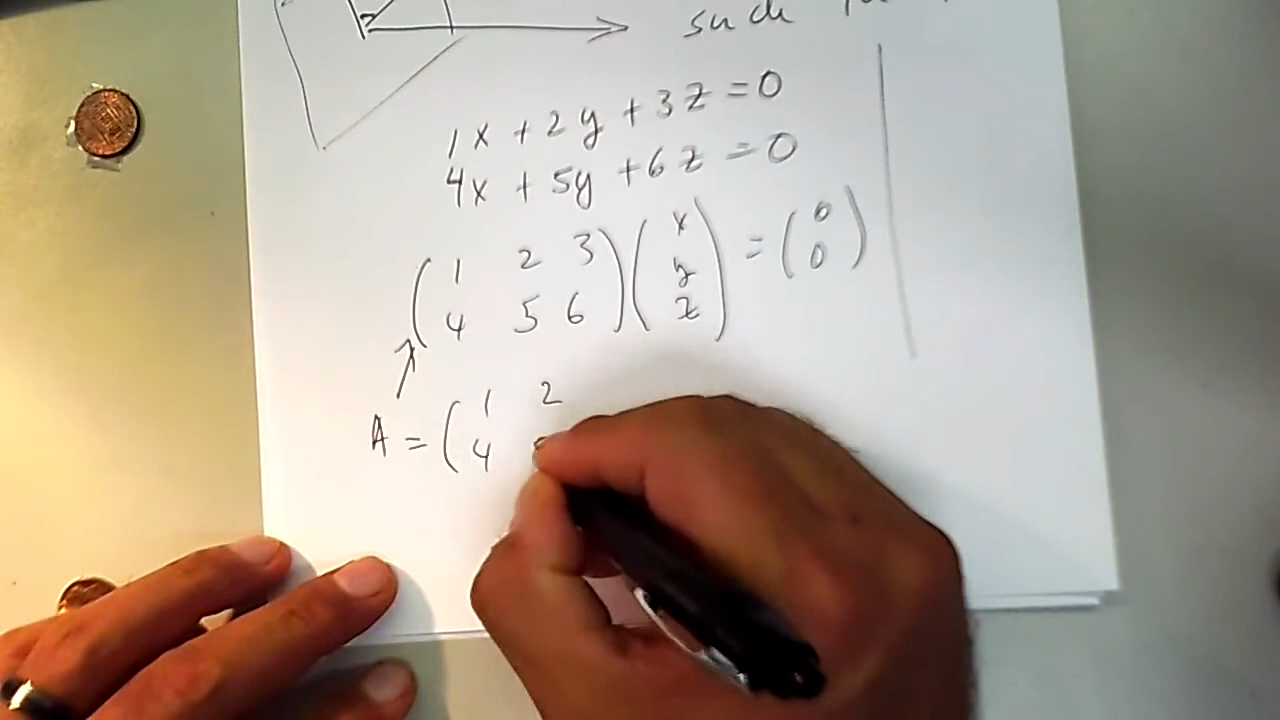 such
1x + 2y + 3z = 0
4x + 5y + 6z = 0
( 1 2 3 ) ( x ) = ( 0 )
( 4 5 6 ) ( y ) ( 0 )
( z )
A = ( 1 2
4